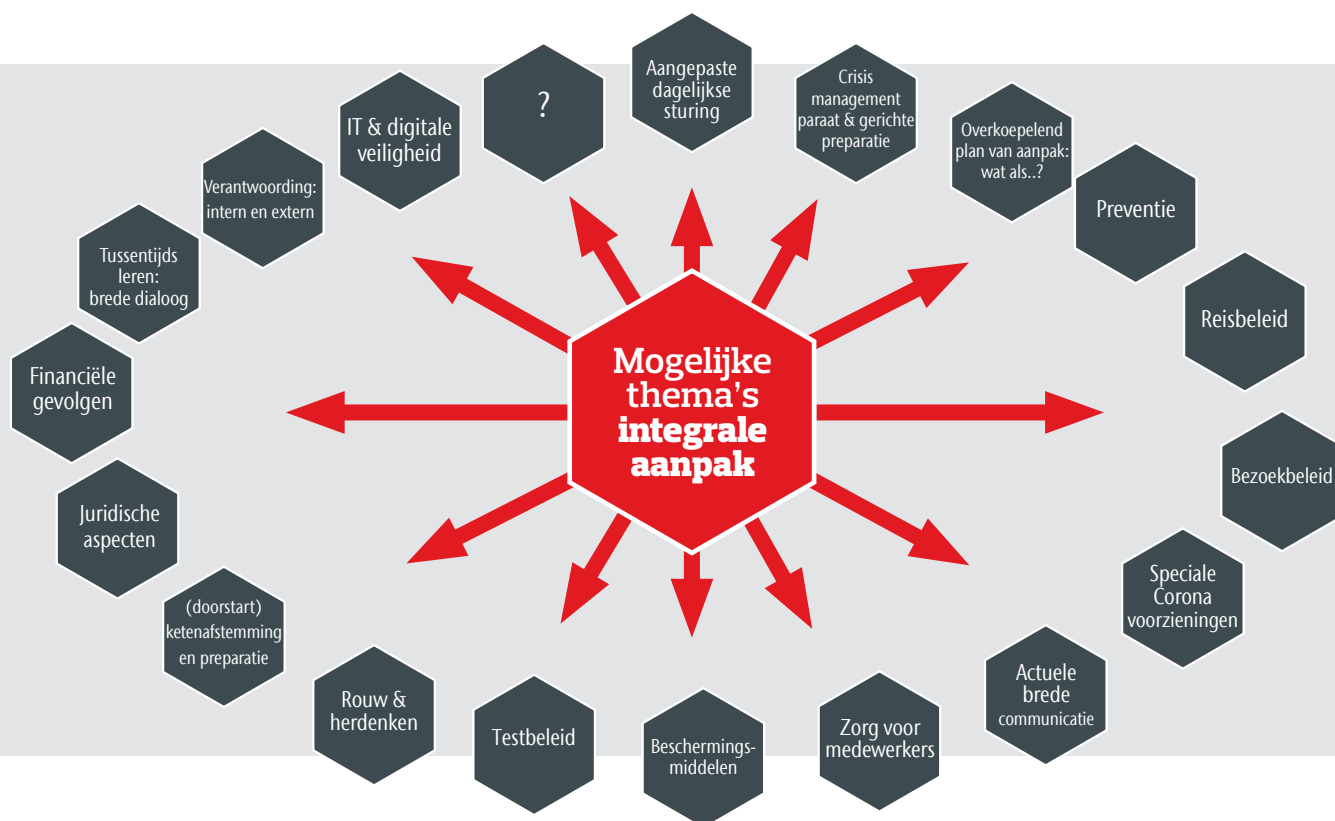 ?
Aangepaste
dagelijkse
sturing
Crisis
management
paraat & gerichte
preparatie
Overkoepelend
plan van aanpak:
wat als..?
Preventie
Reisbeleid
Bezoekbeleid
Speciale
Corona
voorzieningen
Actuele
brede
communicatie
Zorg voor
medewerkers
Beschermings-
middelen
Testbeleid
Rouw &
herdenken
(doorstart)
ketenafstemming
en preparatie
Juridische
aspecten
Financiële
gevolgen
Tussentijds
leren:
brede dialoog
Verantwoording:
intern en extern
IT & digitale
veiligheid
Mogelijke
thema's
integrale
aanpak